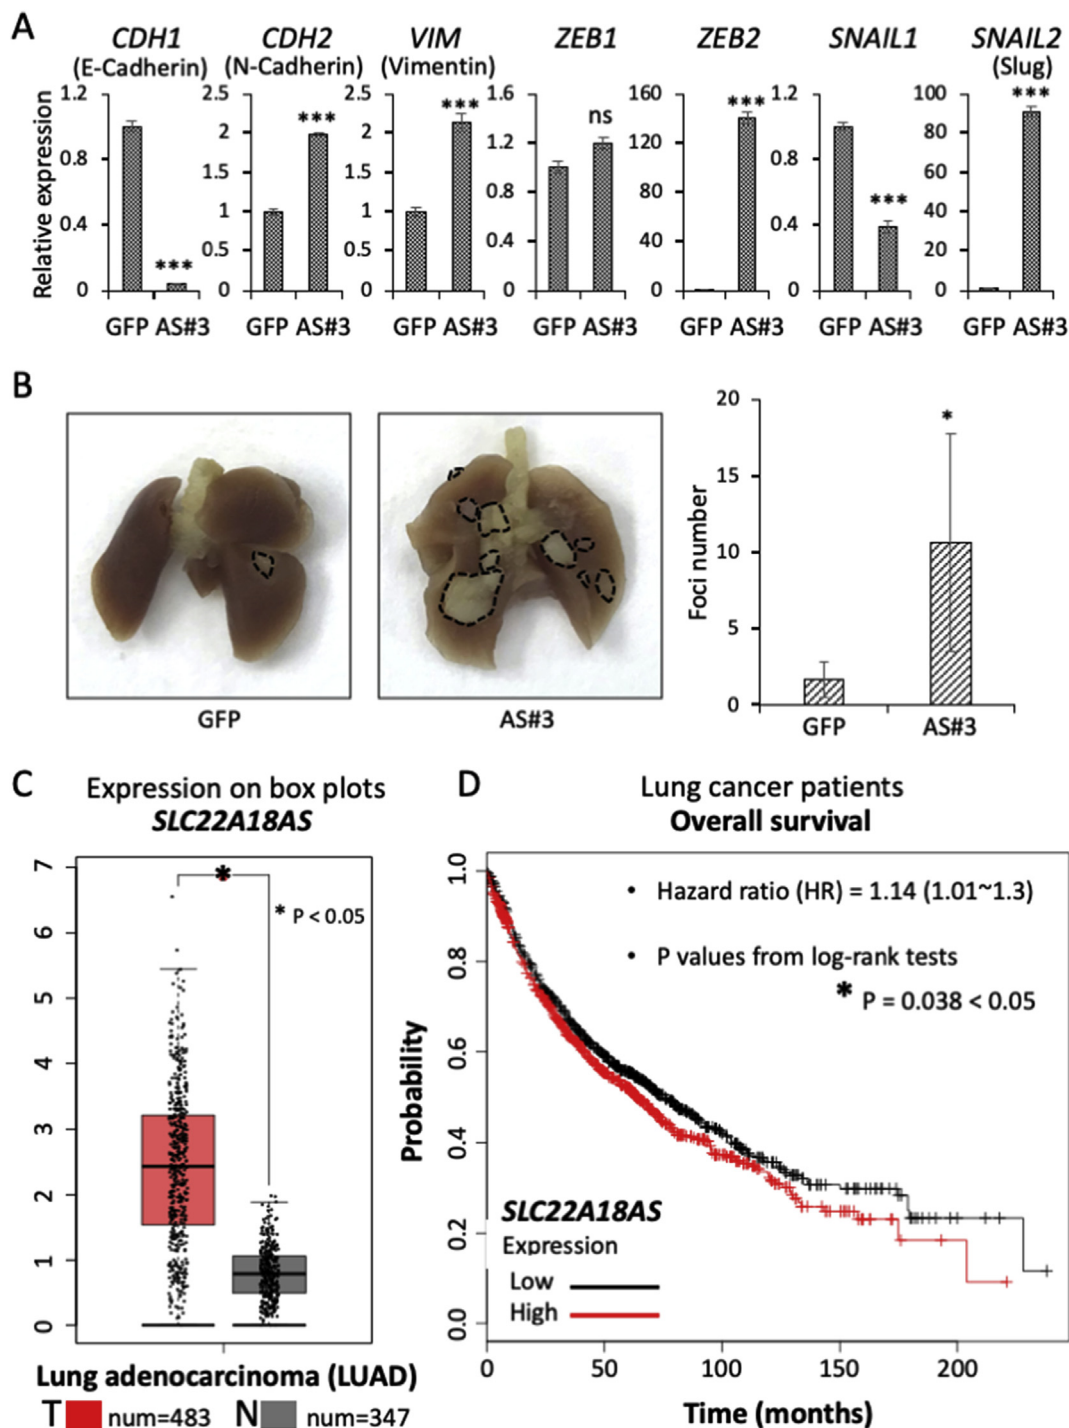 A
CDH1 CDH2 VIM ZEB1 ZEB2 SNAIL1 SNAIL2
(E-Cadherin) (N-Cadherin) (Vimentin) (Slug)
Relative expression
1.2 0.8 0.4 0
*** 
GFP AS#3
2.5 2 1.5 1 0.5 0
***
GFP AS#3
2.5 2 1.5 1 0.5 0
***
GFP AS#3
1.6 1.2 0.8 0.4 0
ns
GFP AS#3
160 120 80 40 0
***
GFP AS#3
1.2 0.8 0.4 0
***
GFP AS#3
100 80 60 40 20 0
***
GFP AS#3
B
GFP
AS#3
Foci number
20
15
10
5
0
*
GFP AS#3
C
Expression on box plots
SLC22A18AS
7
6
5
4
3
2
1
0
*
* P < 0.05
Lung adenocarcinoma (LUAD)
T num=483 N num=347
D
Lung cancer patients
Overall survival
Probability
1.0
0.8
0.6
0.4
0.2
0.0
• Hazard ratio (HR) = 1.14 (1.01~1.3)
• P values from log-rank tests
* P = 0.038 < 0.05
SLC22A18AS
Expression
Low
High
0 50 100 150 200
Time (months)